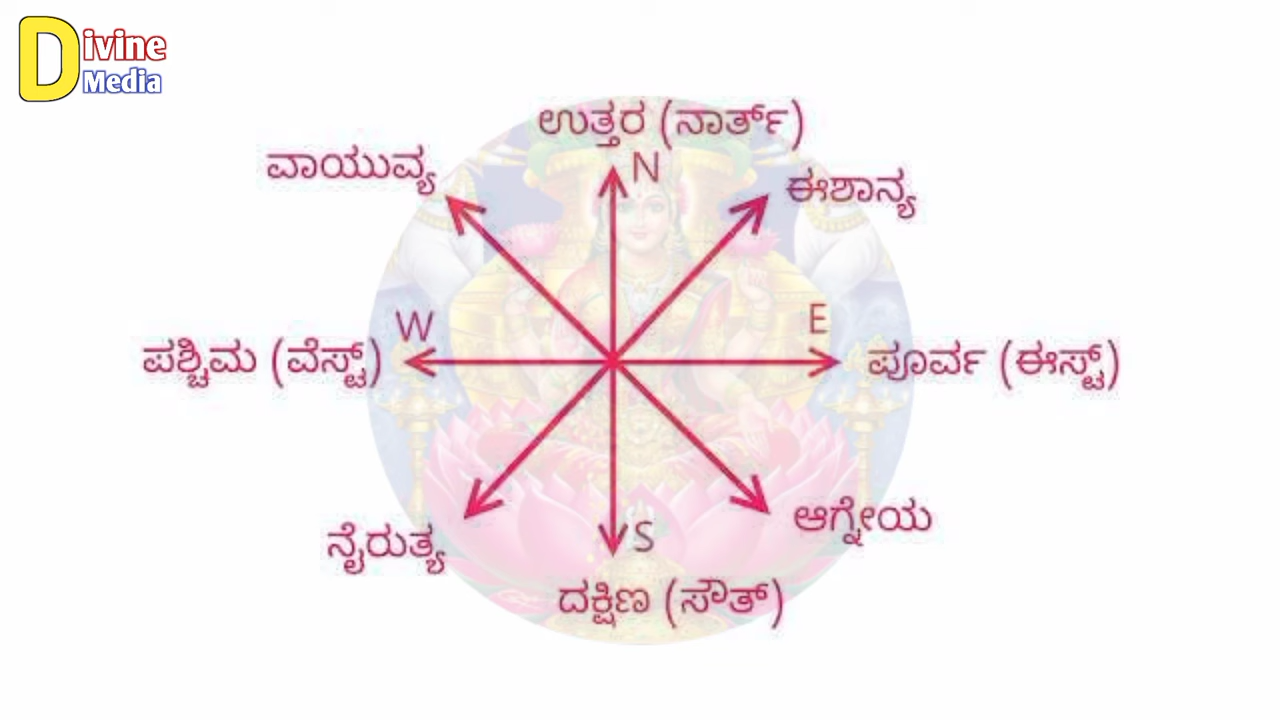 Divine
Media
ಉತ್ತರ (ನಾರ್ತ್)
N
ವಾಯುವ್ಯ
ಈಶಾನ್ಯ
W
E
ಪಶ್ಚಿಮ (ವೆಸ್ಟ್)
ಪೂರ್ವ (ಈಸ್ಟ್)
ನೈರುತ್ಯ
ಆಗ್ನೇಯ
S
ದಕ್ಷಿಣ (ಸೌತ್)